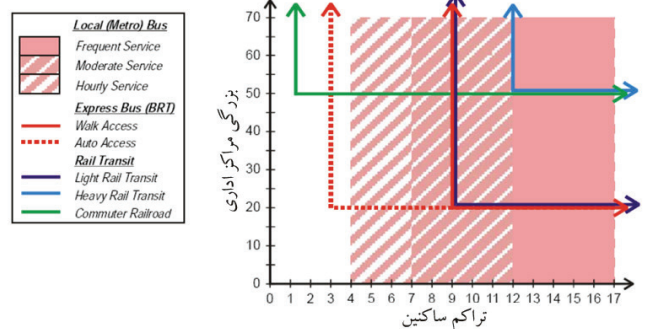 Local (Metro) Bus
Frequent Service
Moderate Service
Hourly Service
Express Bus (BRT)
Walk Access
Auto Access
Rail Transit
Light Rail Transit
Heavy Rail Transit
Commuter Railroad
بزرگی مراکز اداری
70
60
50
40
30
20
10
0
0 1 2 3 4 5 6 7 8 9 10 11 12 13 14 15 16 17
تراکم ساکنین